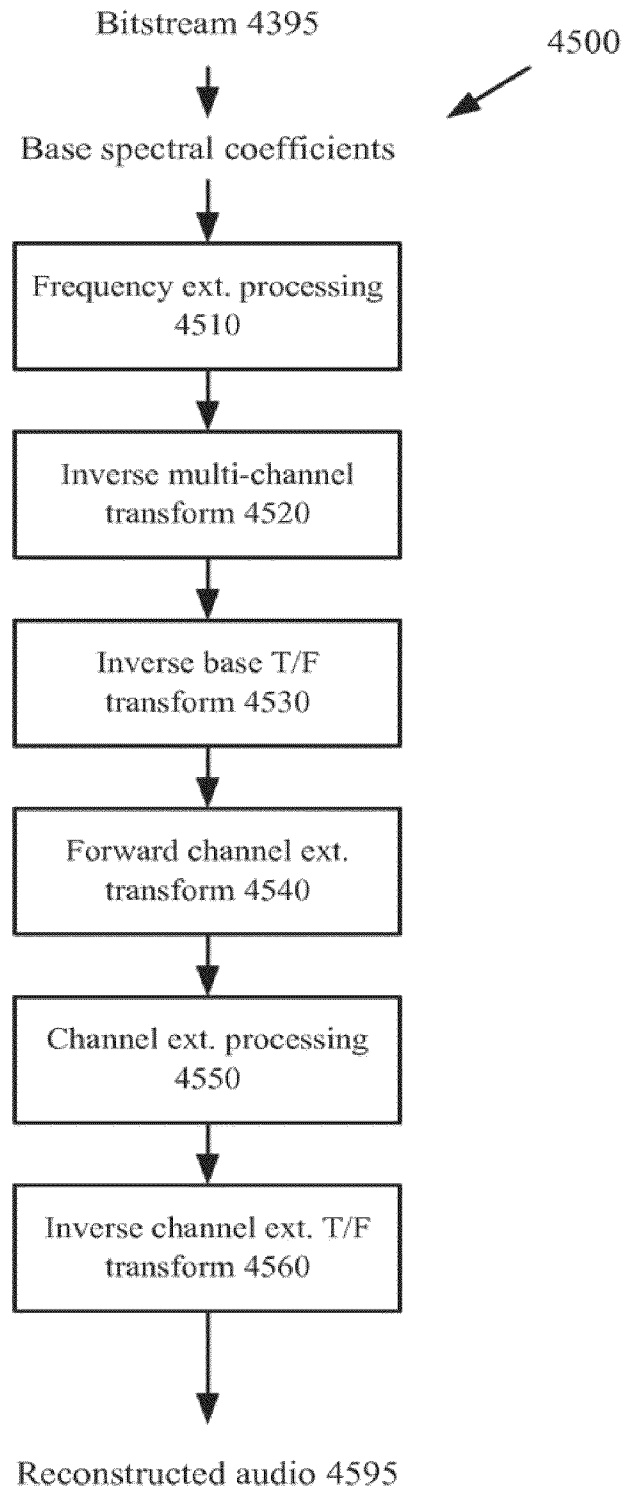 Bitstream 4395
4500
Base spectral coefficients
Frequency ext. processing
4510
Inverse multi-channel
transform 4520
Inverse base T/F
transform 4530
Forward channel ext.
transform 4540
Channel ext. processing
4550
Inverse channel ext. T/F
transform 4560
Reconstructed audio 4595